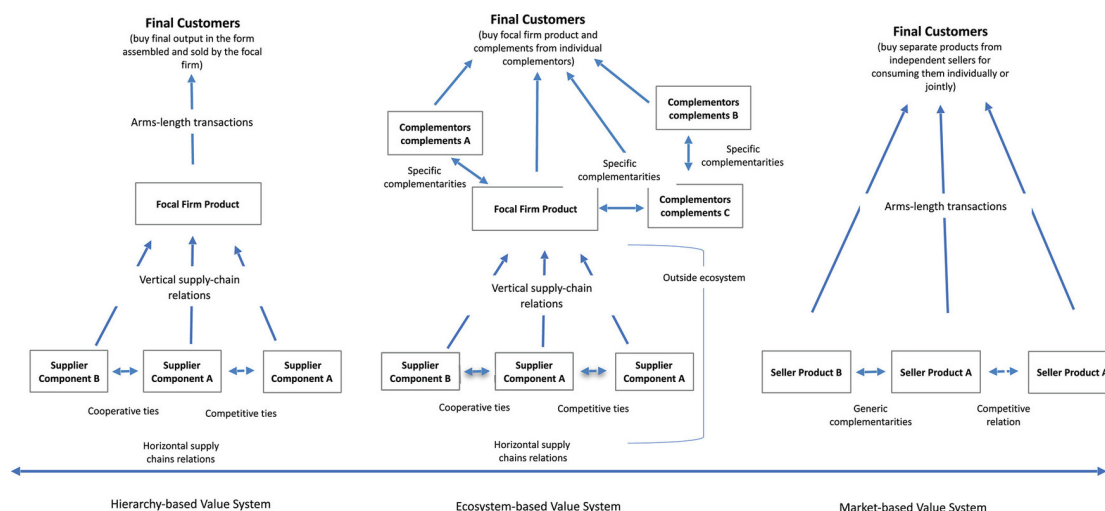 Final Customers
(buy final output in the form
assembled and sold by the focal
firm)
Arms-length transactions
Focal Firm Product
Vertical supply-chain
relations
Supplier
Component B
Supplier
Component A
Supplier
Component A
Cooperative ties
Competitive ties
Horizontal supply
chains relations
Hierarchy-based Value System
Final Customers
(buy focal firm product and
complements from individual
complementors)
Complementors
complements A
Complementors
complements B
Specific
complementarities
Specific
complementarities
Specific
complementarities
Focal Firm Product
Complementors
complements C
Outside ecosystem
Vertical supply-chain
relations
Supplier
Component B
Supplier
Component A
Supplier
Component A
Cooperative ties
Competitive ties
Horizontal supply
chains relations
Ecosystem-based Value System
Final Customers
(buy separate products from
independent sellers for
consuming them individually or
jointly)
Arms-length transactions
Seller Product B
Seller Product A
Seller Product A
Generic
complementarities
Competitive
relation
Market-based Value System